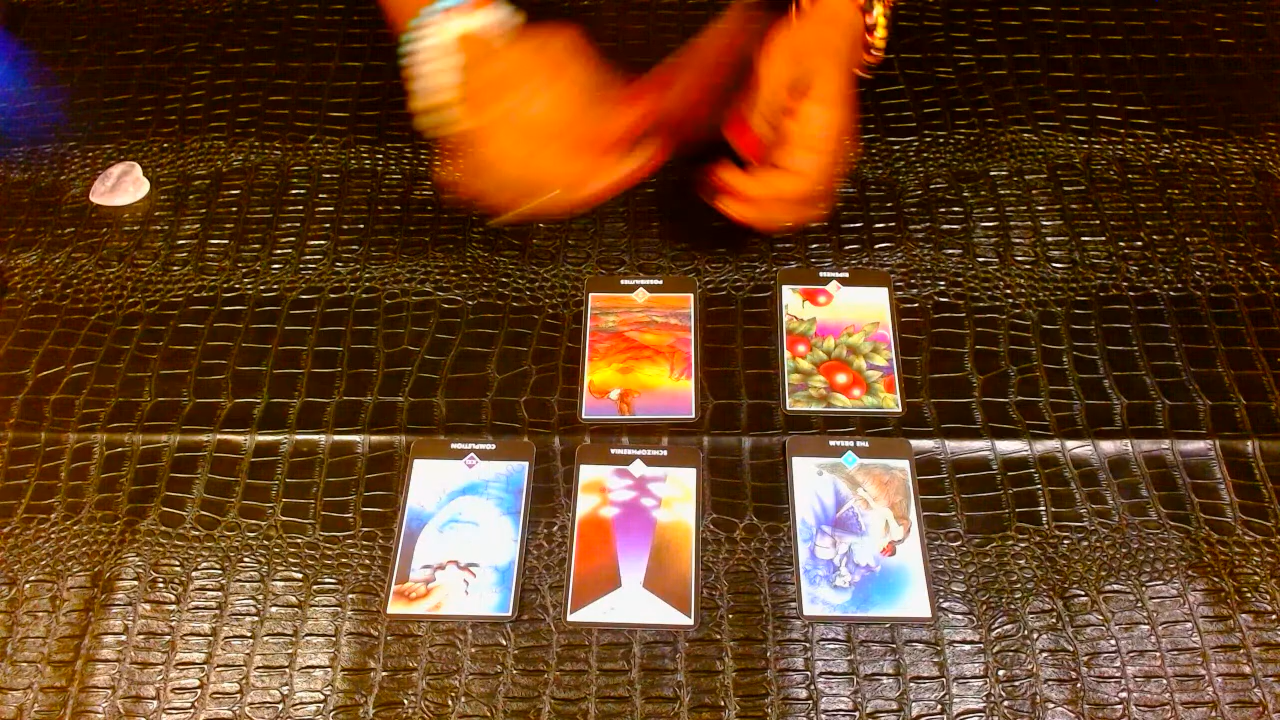 POSSIBILITIES
RIPENESS
COMPLETION
SCHIZOPHRENIA
THE DREAM